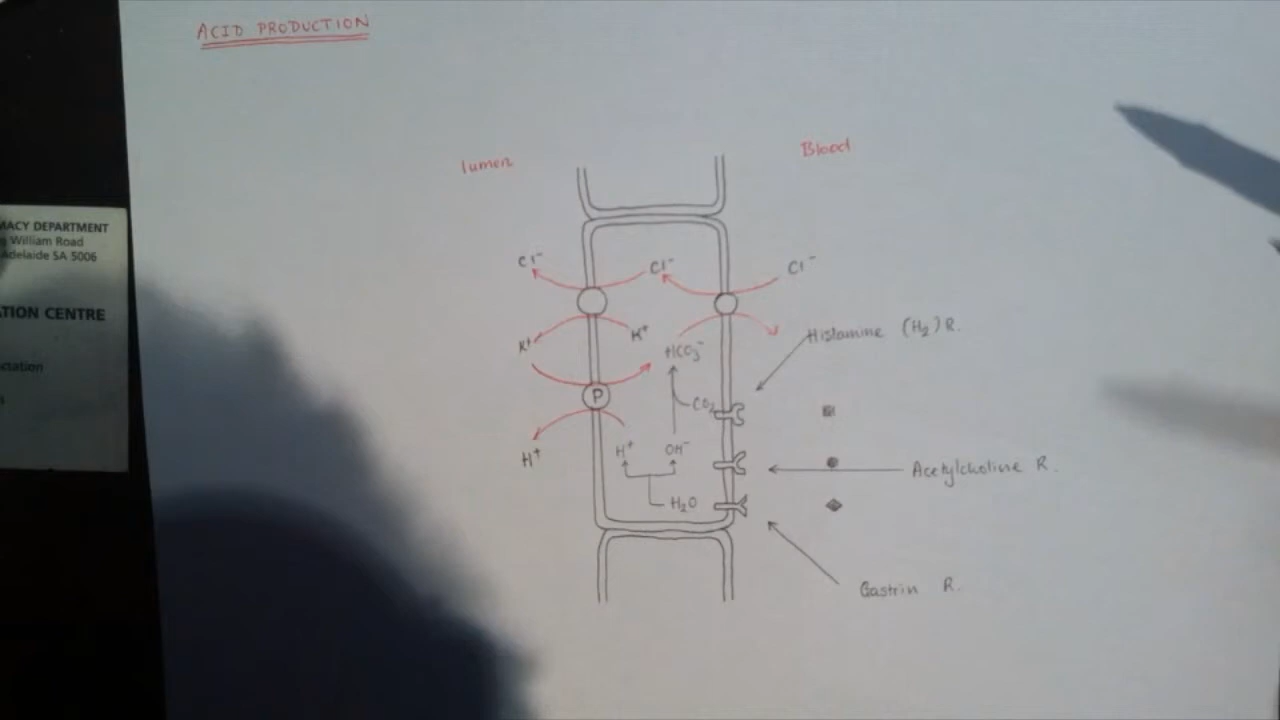 ACID PRODUCTION
lumen
Blood
MACY DEPARTMENT
William Road
Adelaide SA 5006
CENTRE
Cl⁻
Cl⁻
Cl⁻
K⁺
K⁺
HCO₃⁻
Histamine (H₂) R.
P
CO₂
H⁺
H⁺
OH⁻
Acetylcholine R.
H₂O
Gastrin R.